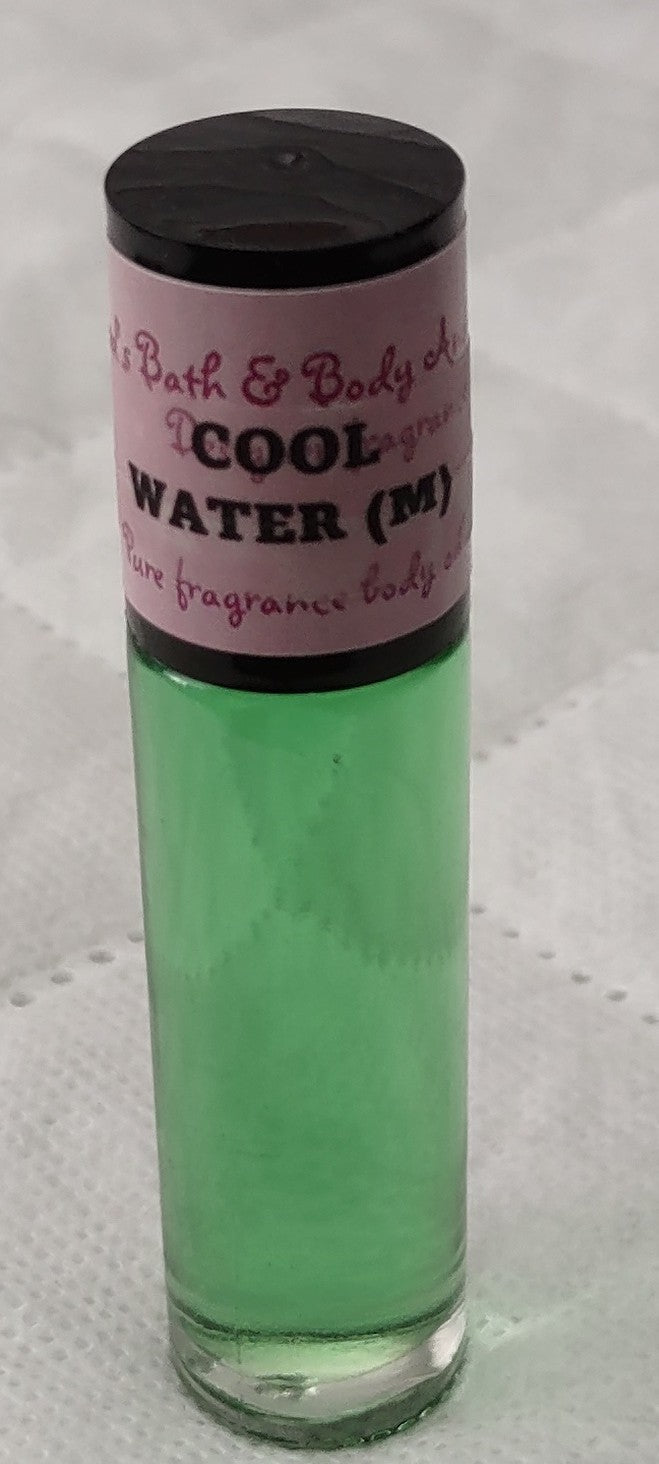 Bath & Body
COOL
WATER (M)
Pure fragrance body